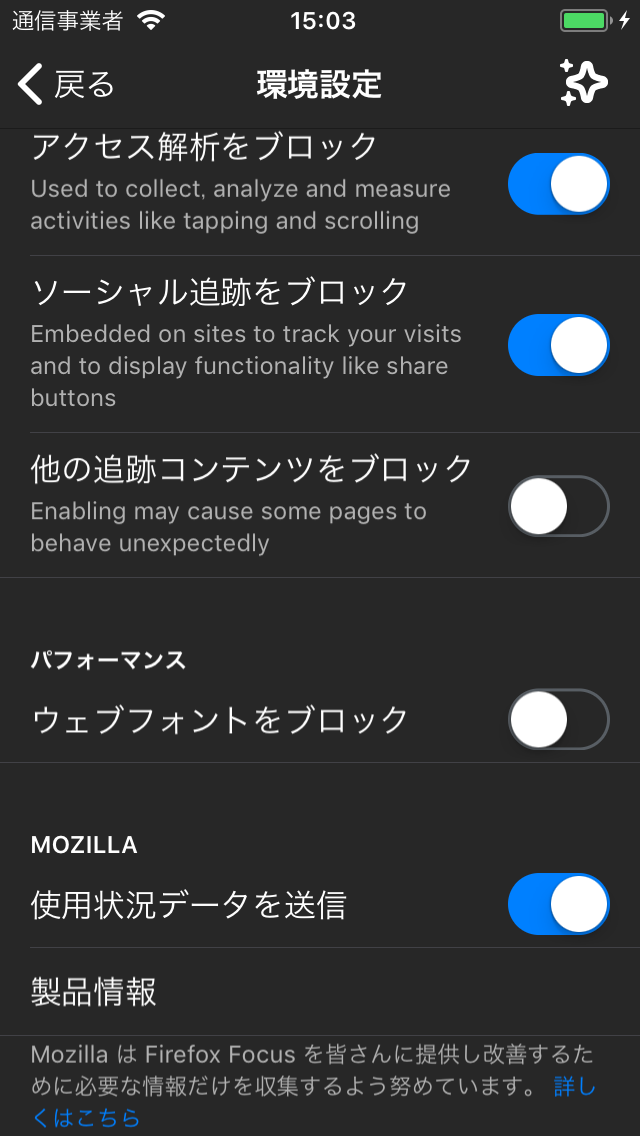 通信事業者 15:03
戻る 環境設定
アクセス解析をブロック
Used to collect, analyze and measure
activities like tapping and scrolling
ソーシャル追跡をブロック
Embedded on sites to track your visits
and to display functionality like share
buttons
他の追跡コンテンツをブロック
Enabling may cause some pages to
behave unexpectedly
パフォーマンス
ウェブフォントをブロック
MOZILLA
使用状況データを送信
製品情報
Mozilla は Firefox Focus を皆さんに提供し改善するた
めに必要な情報だけを収集するよう努めています。 詳し
くはこちら